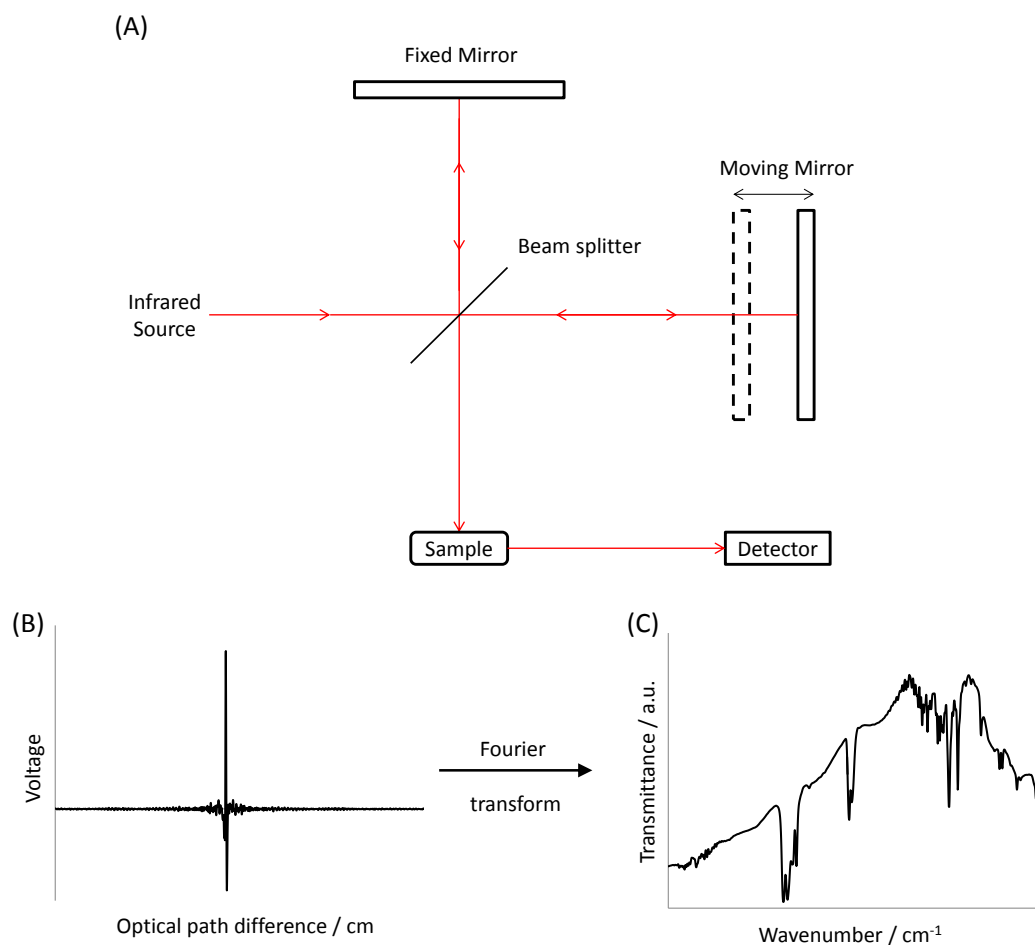 (A)
Fixed Mirror
Moving Mirror
Beam splitter
Infrared
Source
Sample
Detector
(B)
Voltage
Optical path difference / cm
Fourier
transform
(C)
Transmittance / a.u.
Wavenumber / cm⁻¹